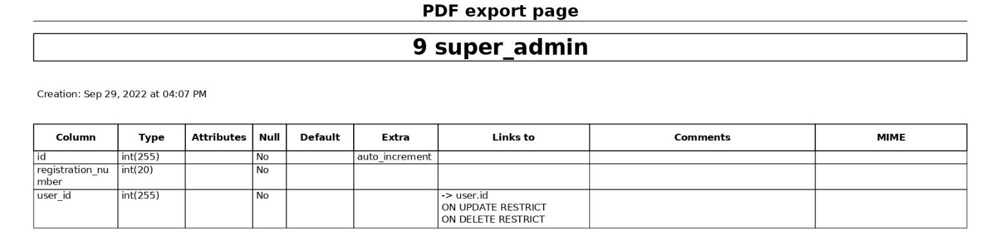 PDF export page
9 super_admin
Creation: Sep 29, 2022 at 04:07 PM
Column Type Attributes Null Default Extra Links to Comments MIME
id int(255) No auto_increment
registration_nu int(20) No
mber
user_id int(255) No -> user.id
ON UPDATE RESTRICT
ON DELETE RESTRICT